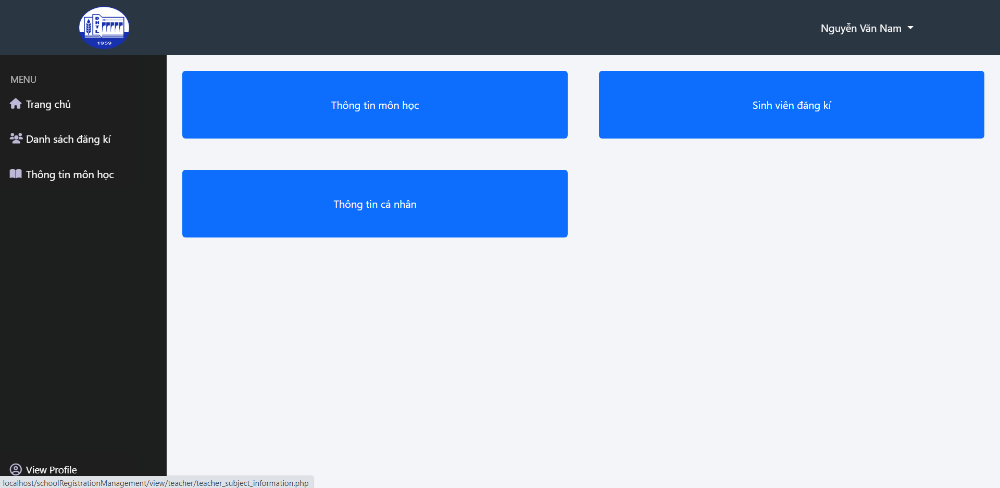 ĐHTL
1959
Nguyễn Văn Nam
MENU
Trang chủ
Danh sách đăng kí
Thông tin môn học
Thông tin môn học
Sinh viên đăng kí
Thông tin cá nhân
View Profile
localhost/schoolRegistrationManagement/view/teacher/teacher_subject_information.php